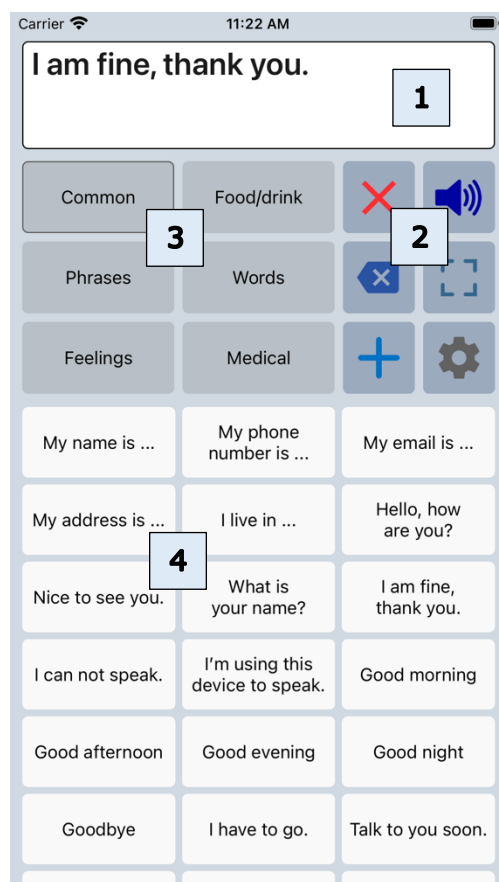 Carrier 11:22 AM
I am fine, thank you.
1
Common Food/drink
3 2
Phrases Words
Feelings Medical
My name is ... My phone number is ... My email is ...
My address is ... I live in ... Hello, how are you?
4
Nice to see you. What is your name? I am fine, thank you.
I can not speak. I'm using this device to speak. Good morning
Good afternoon Good evening Good night
Goodbye I have to go. Talk to you soon.